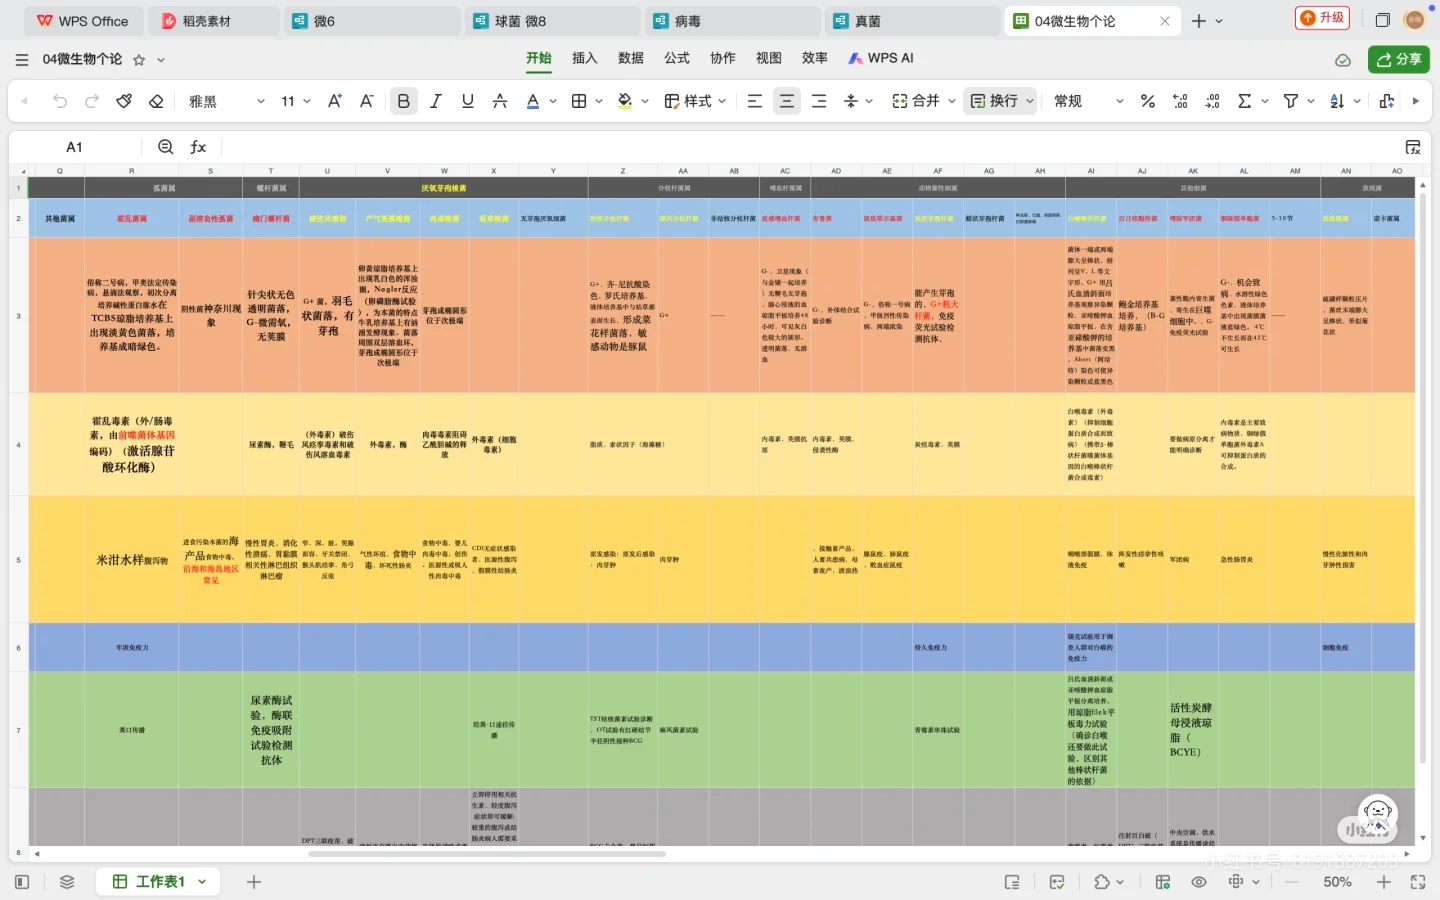 WPS Office
稻壳素材
微6
球菌 微8
病毒
真菌
04微生物个论
升级
04微生物个论
开始 插入 数据 公式 协作 视图 效率 WPS AI
分享
雅黑 11 A+ A- B I U A A 样式 合并 换行 常规 %
A1 fx
Q R S T U V W X Y Z AA AB AC AD AE AF AG AH AI AJ AK AL AM AN AO
1
弧菌属 螺杆菌属 厌氧芽孢梭菌 分枝杆菌属 嗜血杆菌属 动物源性细菌 其他细菌 放线菌
2
其他菌属
霍乱菌属
副溶血性弧菌
幽门螺杆菌
破伤风梭菌
产气荚膜梭菌
肉毒梭菌
艰难梭菌
无芽孢厌氧细菌
结核分枝杆菌
麻风分枝杆菌
非结核分枝杆菌
流感嗜血杆菌
布鲁菌
鼠疫耶尔森菌
炭疽芽孢杆菌
蜡状芽孢杆菌
白喉棒状杆菌
百日咳鲍特菌
嗜肺军团菌
铜绿假单胞菌
5-10节
放线菌属
诺卡菌属
3
俗称二号病，甲类法定传染
病，悬滴法观察，初次分离
培养碱性蛋白胨水在
TCBS琼脂培养基上
出现淡黄色菌落，培
养基成暗绿色。
阴性菌神奈川现
象
针尖状无色
透明菌落，
G-微需氧，
无荚膜
G+ 菌，羽毛
状菌落，有
芽孢
卵黄琼脂培养基上
出现乳白色的浑浊
圈，Nagler反应
（卵磷脂酶试验
），为本菌的特点
牛乳培养基上有汹
涌发酵现象。菌落
周围双层溶血环，
芽孢成椭圆形位于
次极端
芽孢成椭圆形
位于次极端
G+．齐-尼抗酸染
色．罗氏培养基．
液体培养基中与枯草都
表面生长．形成菜
花样菌落，敏
感动物是豚鼠
G+
——
G-．卫星现象（
与金葡一起培养
）无鞭毛无芽孢
．脑心浸液的血
琼脂平板培养48
小时．可见灰白
色较大的圆形．
透明菌落．无溶
血
G-．补体结合试
验诊断
G-．俗称一号病
．甲级烈性传染
病．两端浓染
能产生芽孢
的，G+粗大
杆菌，免疫
荧光试验检
测抗体．
菌体一端或两端
膨大呈棒状．排
列呈V、L 等文
字形．G+ 用吕
氏血清斜面培
养基观察异染颗
粒．亚碲酸钾血
琼脂平板．在含
亚碲酸钾的培
养基中菌落变黑
．Abert（阿培
特）染色可使异
染颗粒成蓝黑色
鲍金培养基
培养．（B-G
培养基）
兼性胞内寄生菌
．寄生在巨噬
细胞中．．G-
免疫荧光试验
G-．机会致
病．水溶性绿色
色素．液体培养
基中出现菌膜菌
液蓝绿色．4℃
不生长而在42℃
可生长
——
硫磺样颗粒压片
．菌丝末端膨大
呈棒状．形似菊
花状
4
霍乱毒素（外/肠毒
素，由前噬菌体基因
编码）（激活腺苷
酸环化酶）
尿素酶，鞭毛
（外毒素）破伤
风痉挛毒素和破
伤风溶血毒素
外毒素，酶
肉毒毒素阻碍
乙酰胆碱的释
放
外毒素（细胞
毒素）
脂质．索状因子（海藻糖）
内毒素．荚膜抗
原
内毒素．荚膜．
侵袭性酶
炭疽毒素．荚膜
白喉毒素（外毒
素）（抑制细胞
蛋白质合成而致
病）（携带β-棒
状杆菌噬菌体基
因的白喉棒状杆
菌合成毒素）
要做病原分离才
能明确诊断
内毒素是主要致
病物质．铜绿假
单胞菌外毒素A
可抑制蛋白质的
合成。
5
米泔水样腹泻物
进食污染本菌的海
产品食物中毒．
沿海和海岛地区
常见
慢性胃炎．消化
性溃疡．胃黏膜
相关性淋巴组织
淋巴瘤
窄．深．脏．哭腺
面容．牙关禁闭．
喉头肌痉挛．角弓
反张
气性坏疽．食物中
毒．坏死性肠炎
食物中毒．婴儿
肉毒中毒．创伤
．医源性或吸入
性肉毒中毒
CDI无症状感染
者．医源性腹泻
．假膜性结肠炎
原发感染：原发后感染
：肉芽肿
肉芽肿
．接触畜产品．
人畜共患病．母
畜流产．波浪热
腺鼠疫．肺鼠疫
．败血症鼠疫
咽喉部假膜．体
液免疫
阵发性痉挛性咳
嗽
军团病
急性肠胃炎
慢性化脓性和肉
芽肿性损害
6
牢固免疫力
持久免疫力
锡克试验用于调
查人群对白喉的
免疫力
细胞免疫
7
粪口传播
尿素酶试
验．酶联
免疫吸附
试验检测
抗体
经粪-口途径传
播
TST结核菌素试验诊断
．OT试验有红硬结节
半径阴性接种BCG
麻风菌素试验
青霉素串珠试验
吕氏血清斜面或
亚碲酸钾血琼脂
平板分离培养．
用琼脂Elek平
板毒力试验
（确诊白喉
还要做此试
验．区别其
他棒状杆菌
的依据）
活性炭酵
母浸液琼
脂（
BCYE）
8
DPT三联疫苗．破
立即停用相关抗
生素．轻度腹泻
症状即可缓解．
较重的腹泻或结
肠炎病人需要采
注射百白破（
中央空调．供水
系统是传播途径
小红书
小红书号 8191887203
工作表1
50%